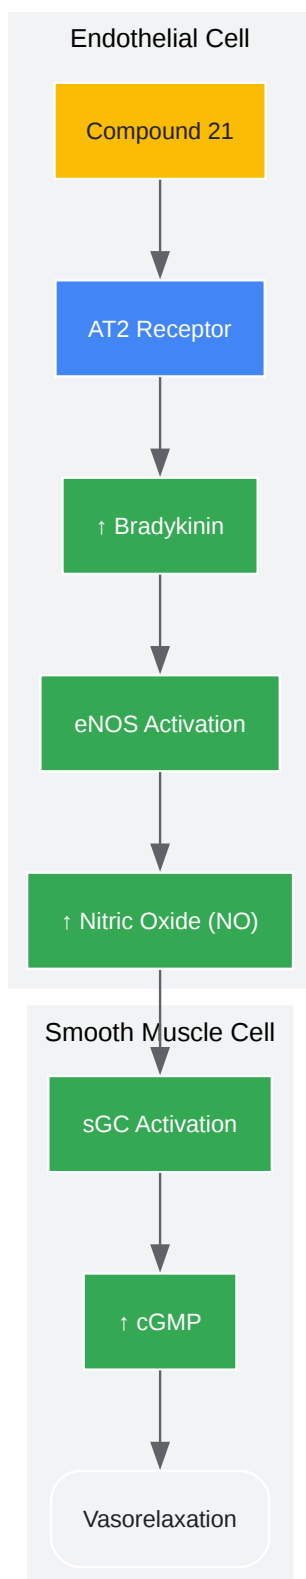 Endothelial Cell
Compound 21
AT2 Receptor
↑ Bradykinin
eNOS Activation
↑ Nitric Oxide (NO)
Smooth Muscle Cell
sGC Activation
↑ cGMP
Vasorelaxation